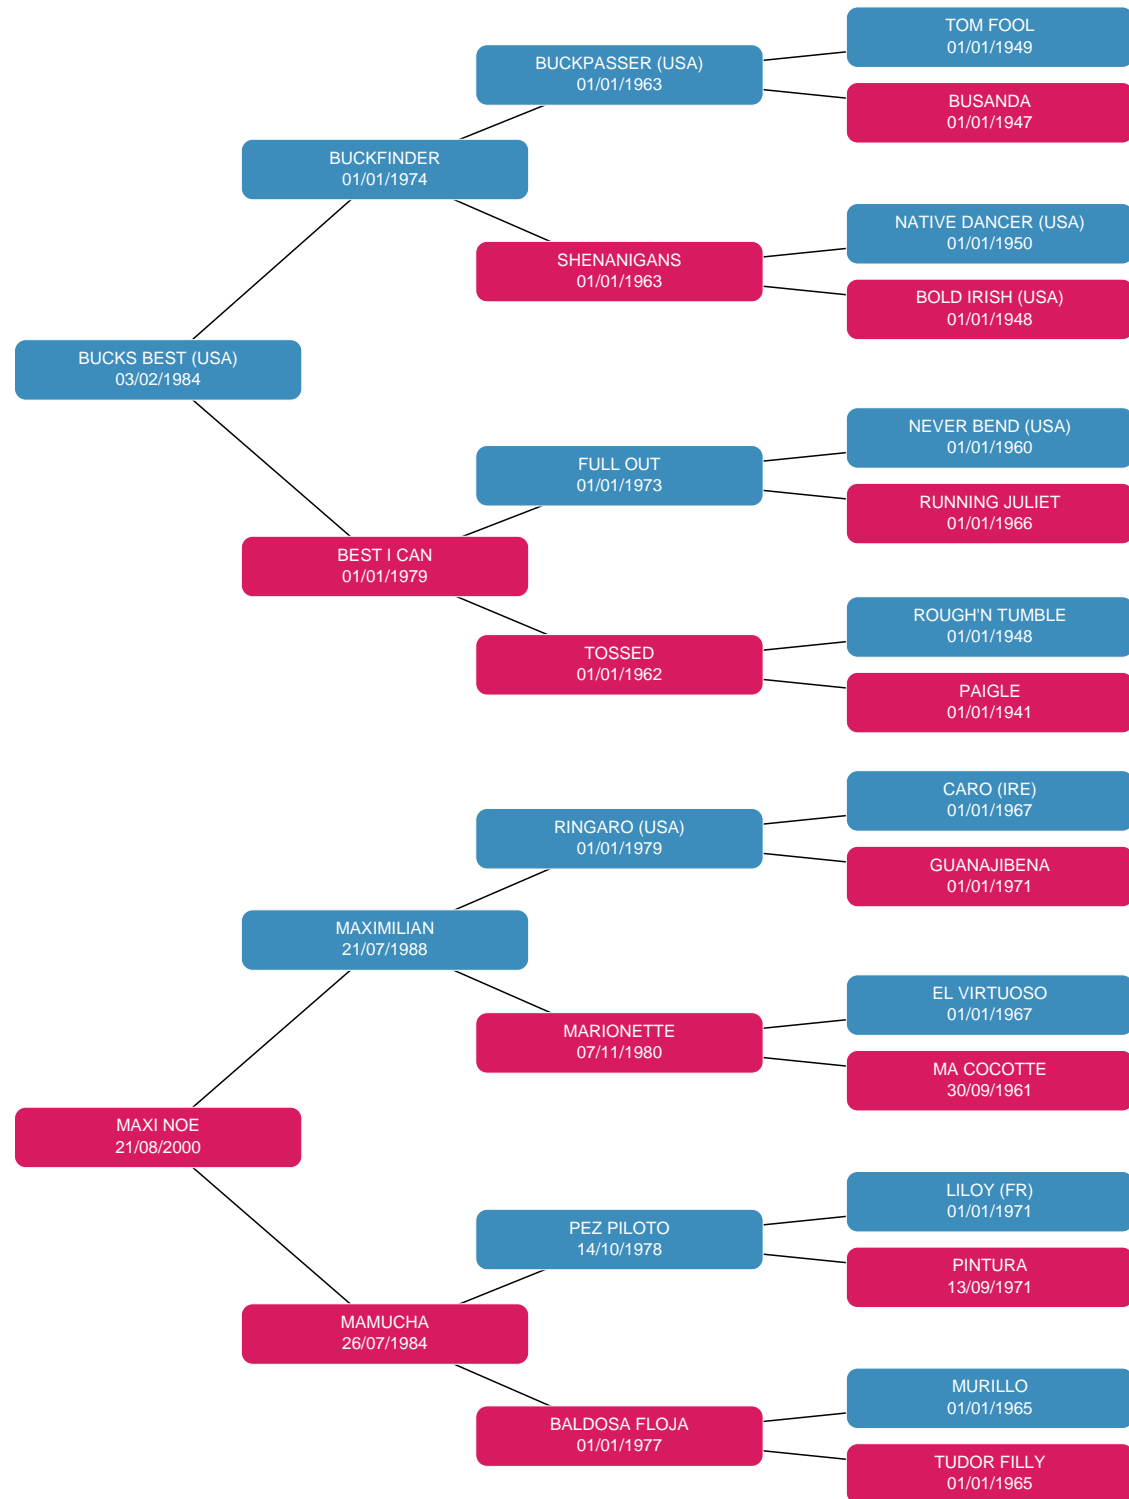 TOM FOOL
01/01/1949
BUCKPASSER (USA)
01/01/1963
BUSANDA
01/01/1947
BUCKFINDER
01/01/1974
NATIVE DANCER (USA)
01/01/1950
SHENANIGANS
01/01/1963
BOLD IRISH (USA)
01/01/1948
BUCKS BEST (USA)
03/02/1984
NEVER BEND (USA)
01/01/1960
FULL OUT
01/01/1973
RUNNING JULIET
01/01/1966
BEST I CAN
01/01/1979
ROUGH'N TUMBLE
01/01/1948
TOSSED
01/01/1962
PAIGLE
01/01/1941
CARO (IRE)
01/01/1967
RINGARO (USA)
01/01/1979
GUANAJIBENA
01/01/1971
MAXIMILIAN
21/07/1988
EL VIRTUOSO
01/01/1967
MARIONETTE
07/11/1980
MA COCOTTE
30/09/1961
MAXI NOE
21/08/2000
LILOY (FR)
01/01/1971
PEZ PILOTO
14/10/1978
PINTURA
13/09/1971
MAMUCHA
26/07/1984
MURILLO
01/01/1965
BALDOSA FLOJA
01/01/1977
TUDOR FILLY
01/01/1965